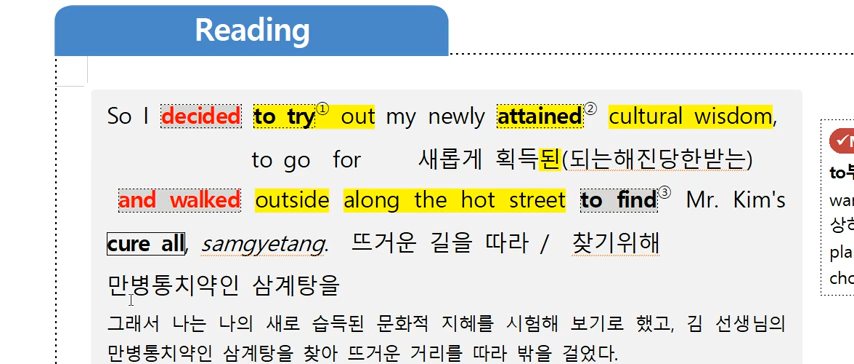 Reading
So I decided to try① out my newly attained② cultural wisdom,
to go for 새롭게 획득된(되는해진당한받는)
and walked outside along the hot street to find③ Mr. Kim's
cure all, samgyetang. 뜨거운 길을 따라 / 찾기위해
만병통치약인 삼계탕을
그래서 나는 나의 새로 습득된 문화적 지혜를 시험해 보기로 했고, 김 선생님의
만병통치약인 삼계탕을 찾아 뜨거운 거리를 따라 밖을 걸었다.
to부
wan
상하
pla
cho